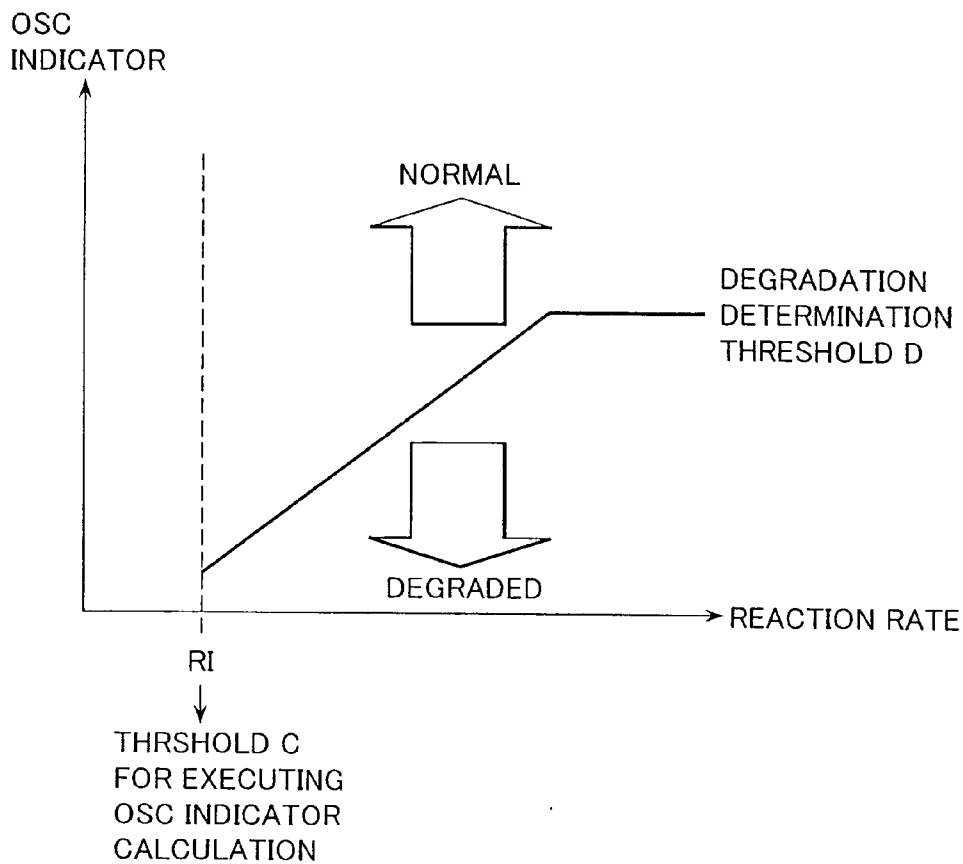 OSC
INDICATOR
NORMAL
DEGRADATION
DETERMINATION
THRESHOLD D
DEGRADED
REACTION RATE
RI
THRSHOLD C
FOR EXECUTING
OSC INDICATOR
CALCULATION